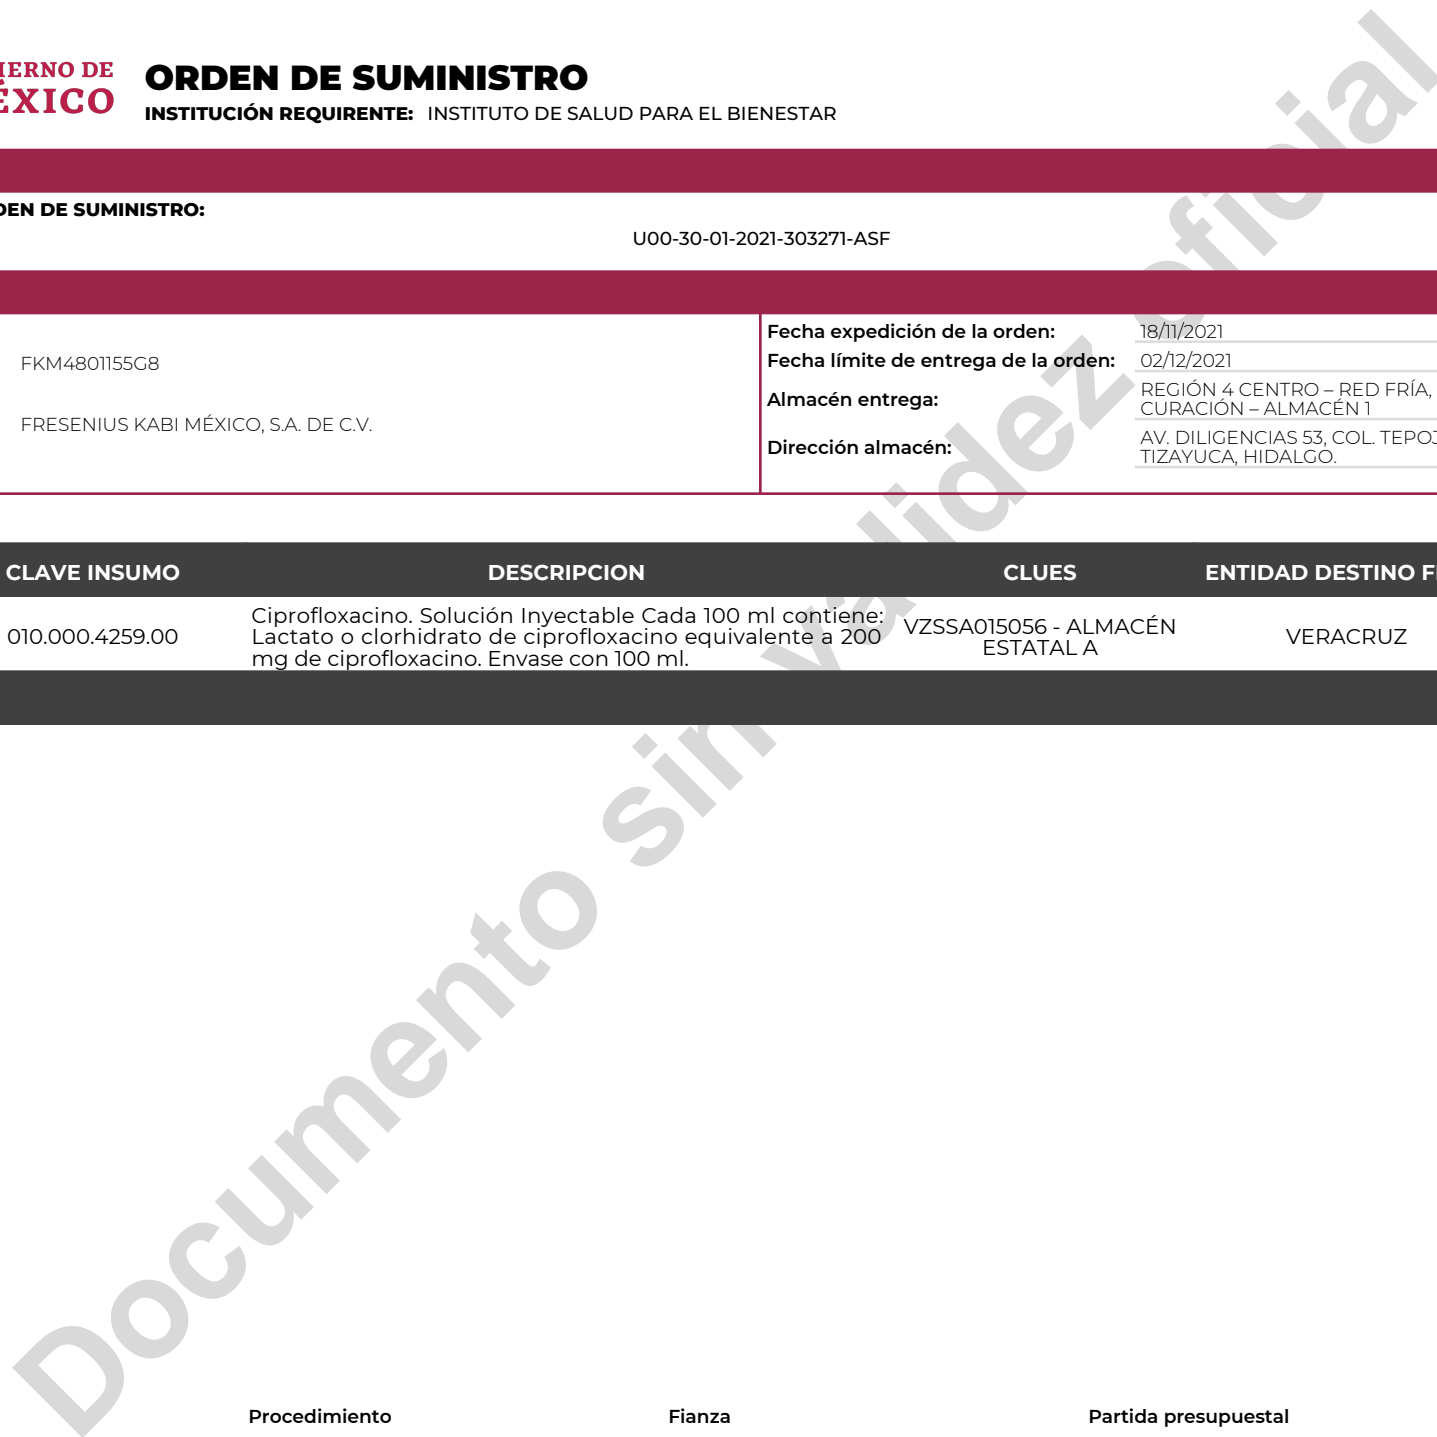 IERNO DE
ÉXICO
ORDEN DE SUMINISTRO
INSTITUCIÓN REQUIRENTE: INSTITUTO DE SALUD PARA EL BIENESTAR
DEN DE SUMINISTRO:
U00-30-01-2021-303271-ASF
FKM4801155G8
FRESENIUS KABI MÉXICO, S.A. DE C.V.
Fecha expedición de la orden: 18/11/2021
Fecha límite de entrega de la orden: 02/12/2021
Almacén entrega: REGIÓN 4 CENTRO – RED FRÍA,
CURACIÓN – ALMACÉN 1
Dirección almacén: AV. DILIGENCIAS 53, COL. TEPOJ
TIZAYUCA, HIDALGO.
CLAVE INSUMO DESCRIPCION CLUES ENTIDAD DESTINO F
010.000.4259.00
Ciprofloxacino. Solución Inyectable Cada 100 ml contiene:
Lactato o clorhidrato de ciprofloxacino equivalente a 200
mg de ciprofloxacino. Envase con 100 ml.
VZSSA015056 - ALMACÉN
ESTATAL A
VERACRUZ
Documento sin validez oficial
Procedimiento Fianza Partida presupuestal